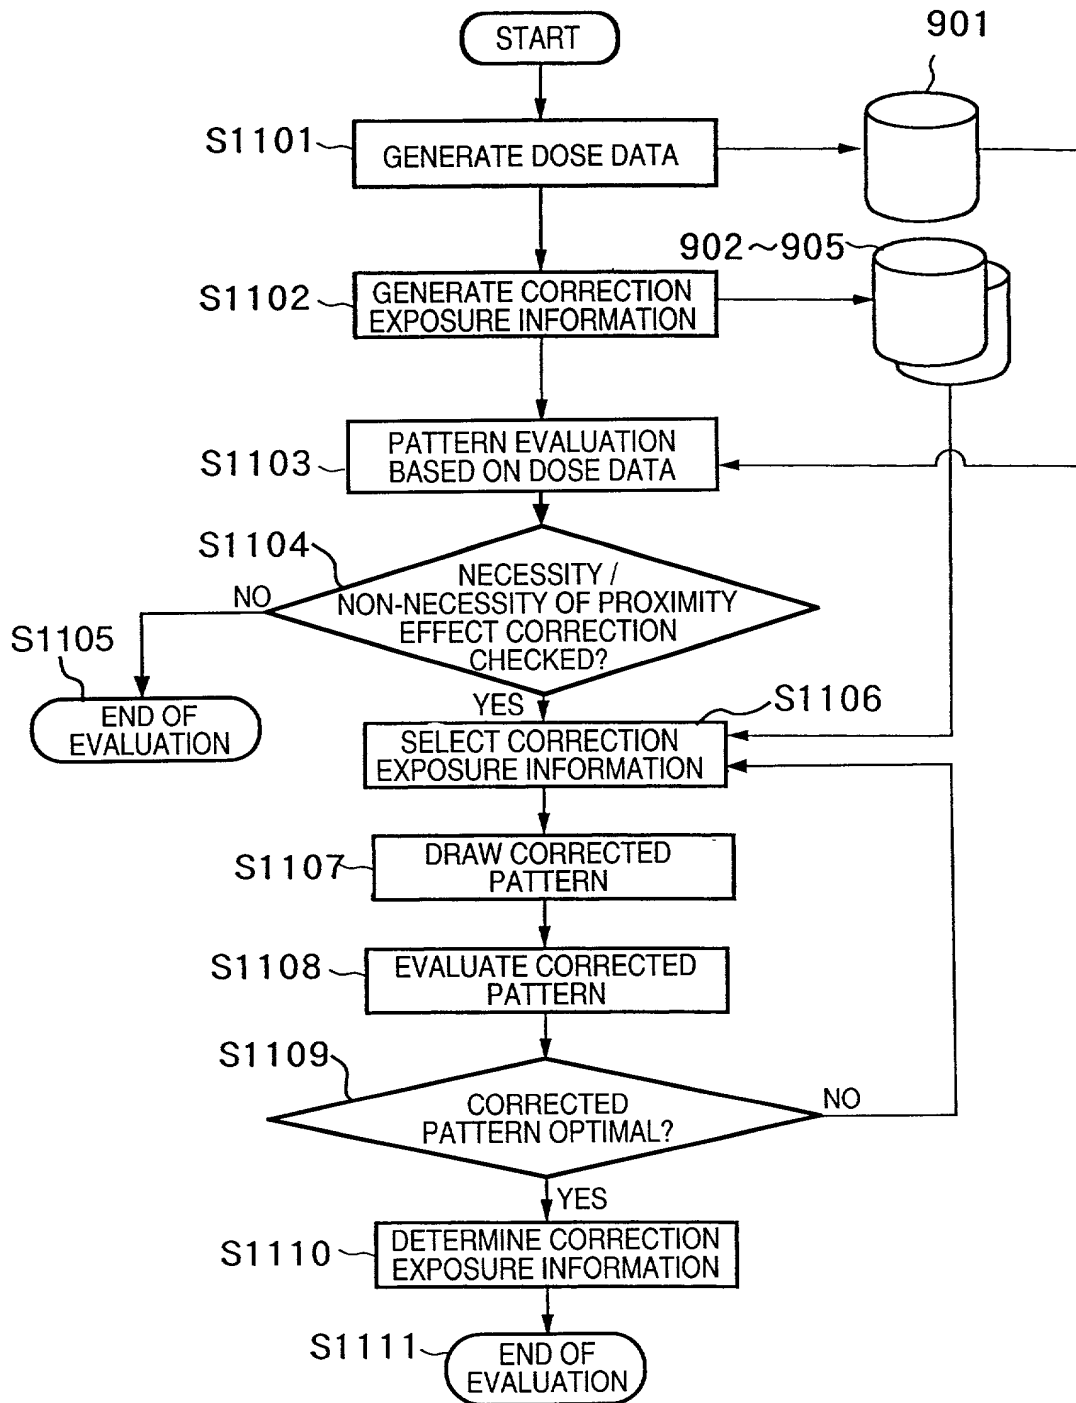 START
901
S1101
GENERATE DOSE DATA
902~905
S1102
GENERATE CORRECTION
EXPOSURE INFORMATION
S1103
PATTERN EVALUATION
BASED ON DOSE DATA
S1104
NECESSITY /
NON-NECESSITY OF PROXIMITY
EFFECT CORRECTION
CHECKED?
NO
S1105
END OF
EVALUATION
YES
S1106
SELECT CORRECTION
EXPOSURE INFORMATION
S1107
DRAW CORRECTED
PATTERN
S1108
EVALUATE CORRECTED
PATTERN
S1109
CORRECTED
PATTERN OPTIMAL?
NO
YES
S1110
DETERMINE CORRECTION
EXPOSURE INFORMATION
S1111
END OF
EVALUATION